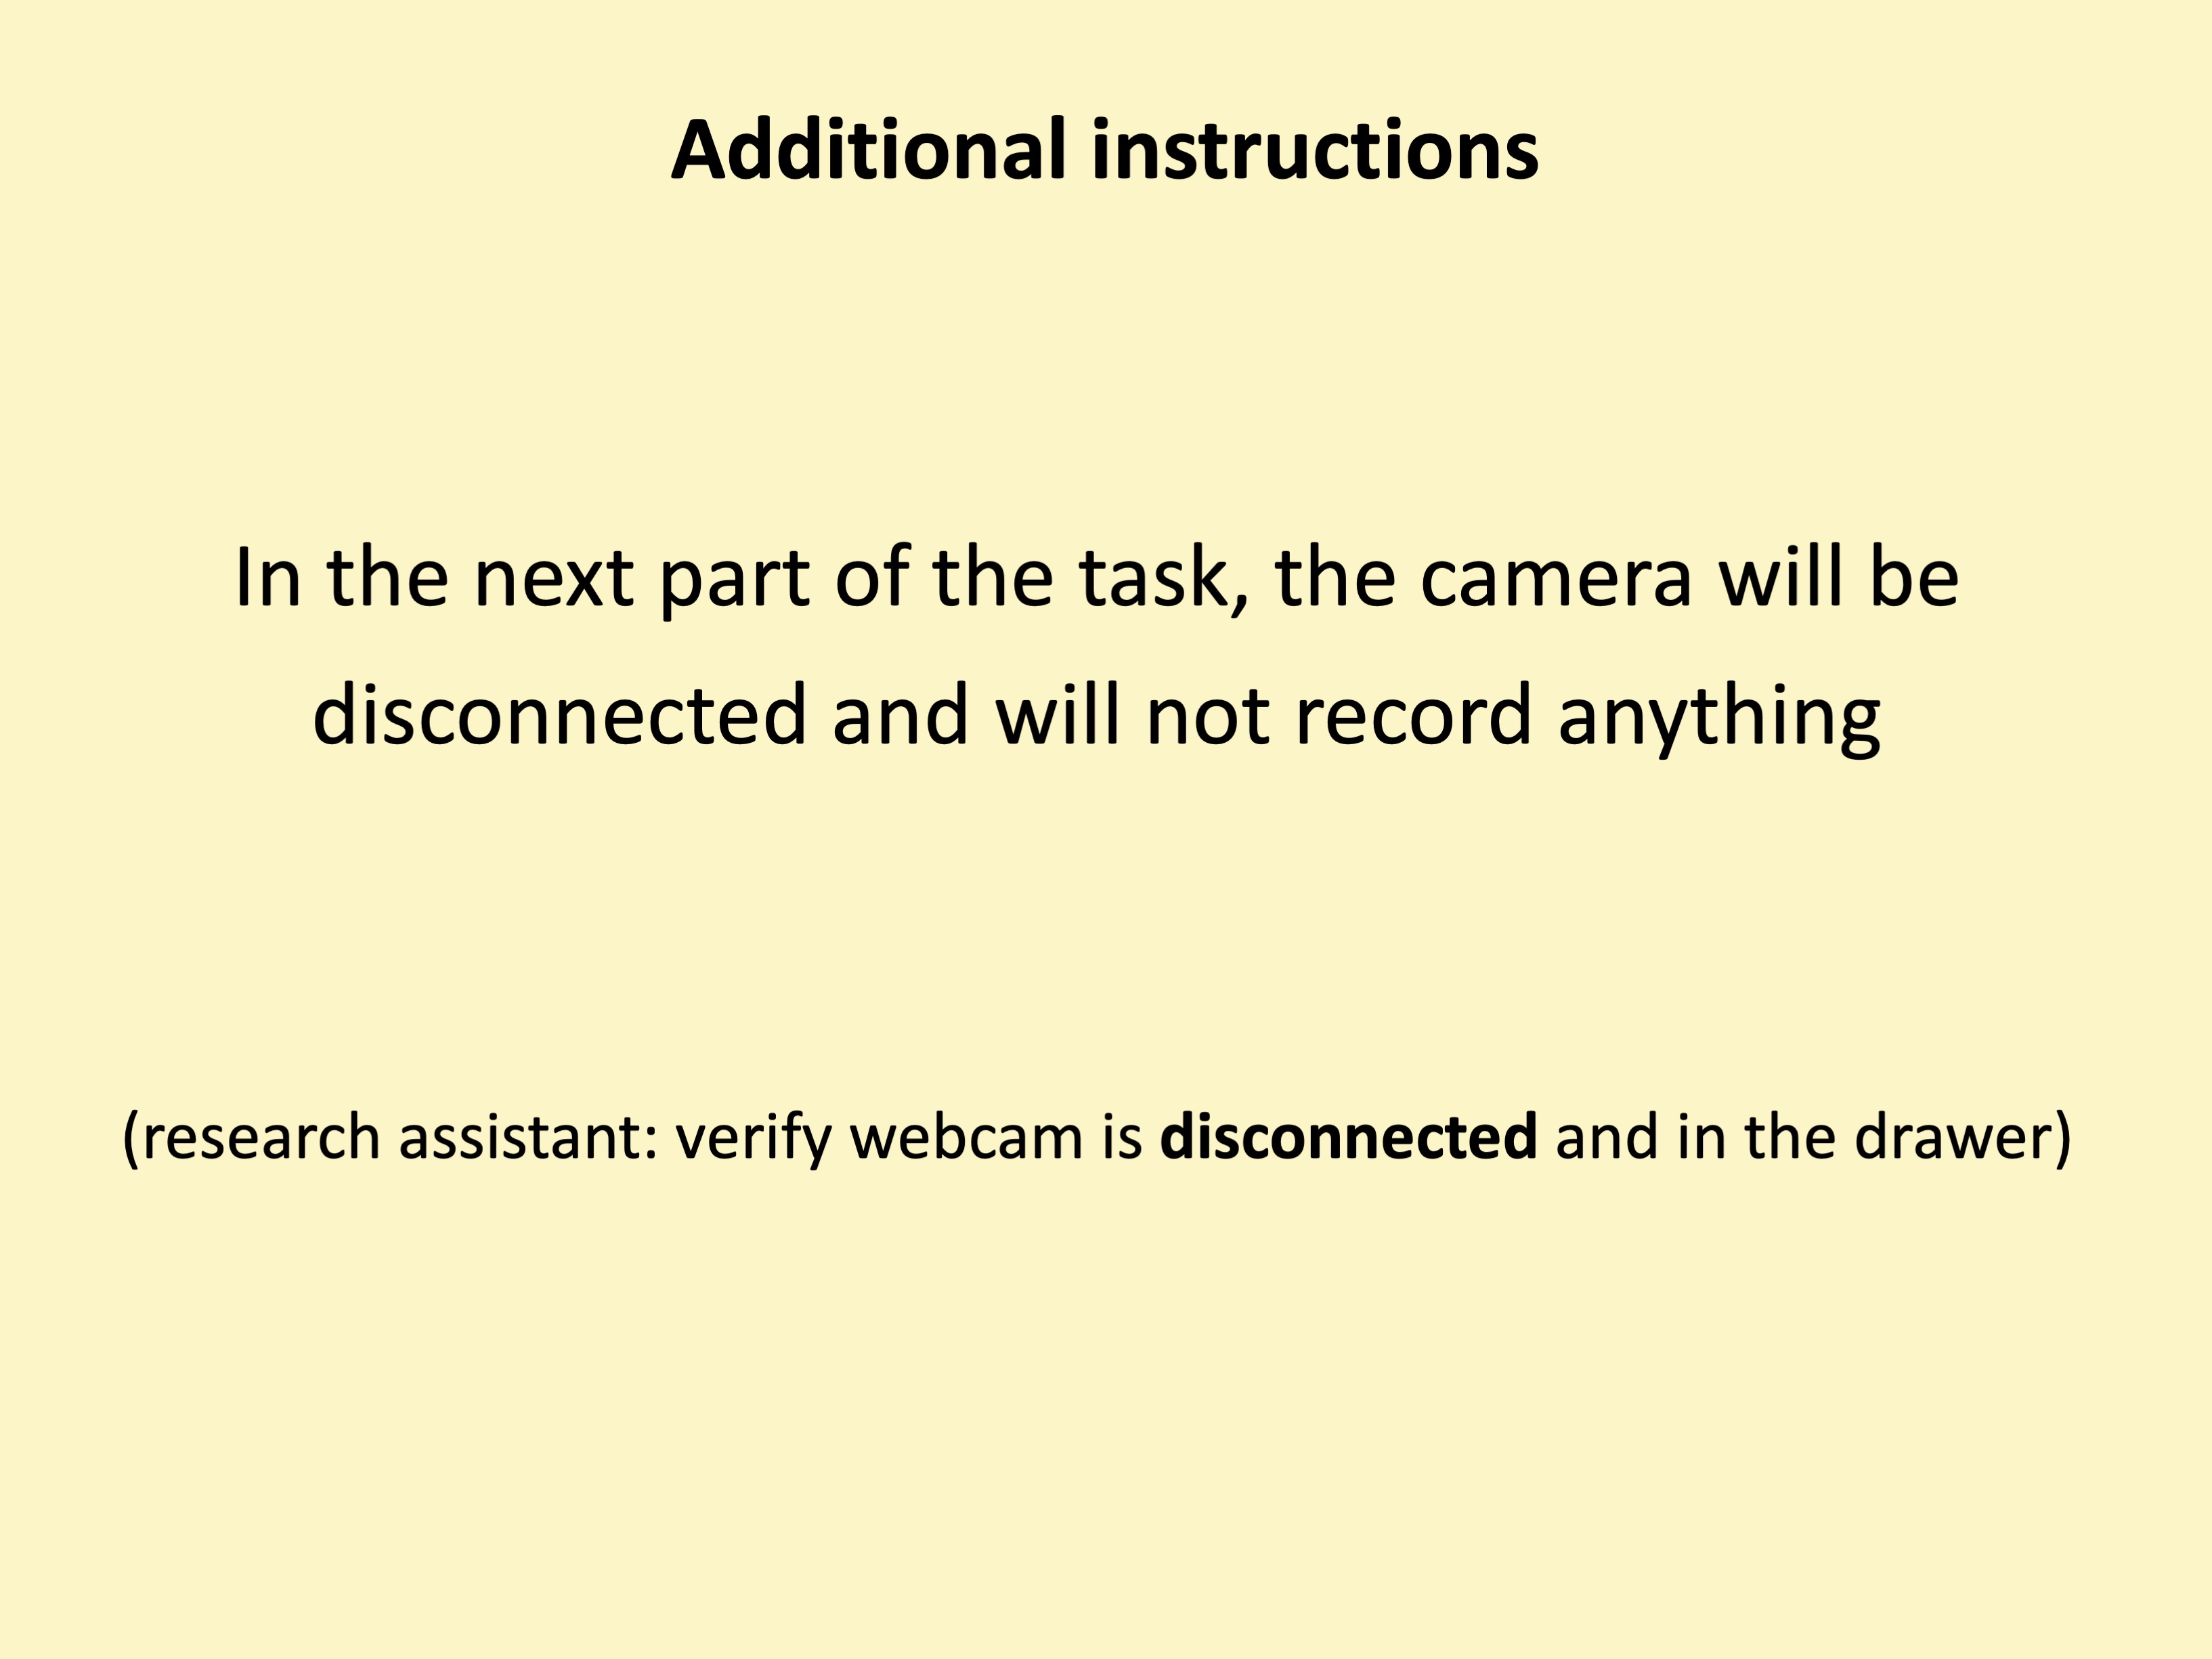 Additional instructions
In the next part of the task, the camera will be
disconnected and will not record anything
(research assistant: verify webcam is disconnected and in the drawer)